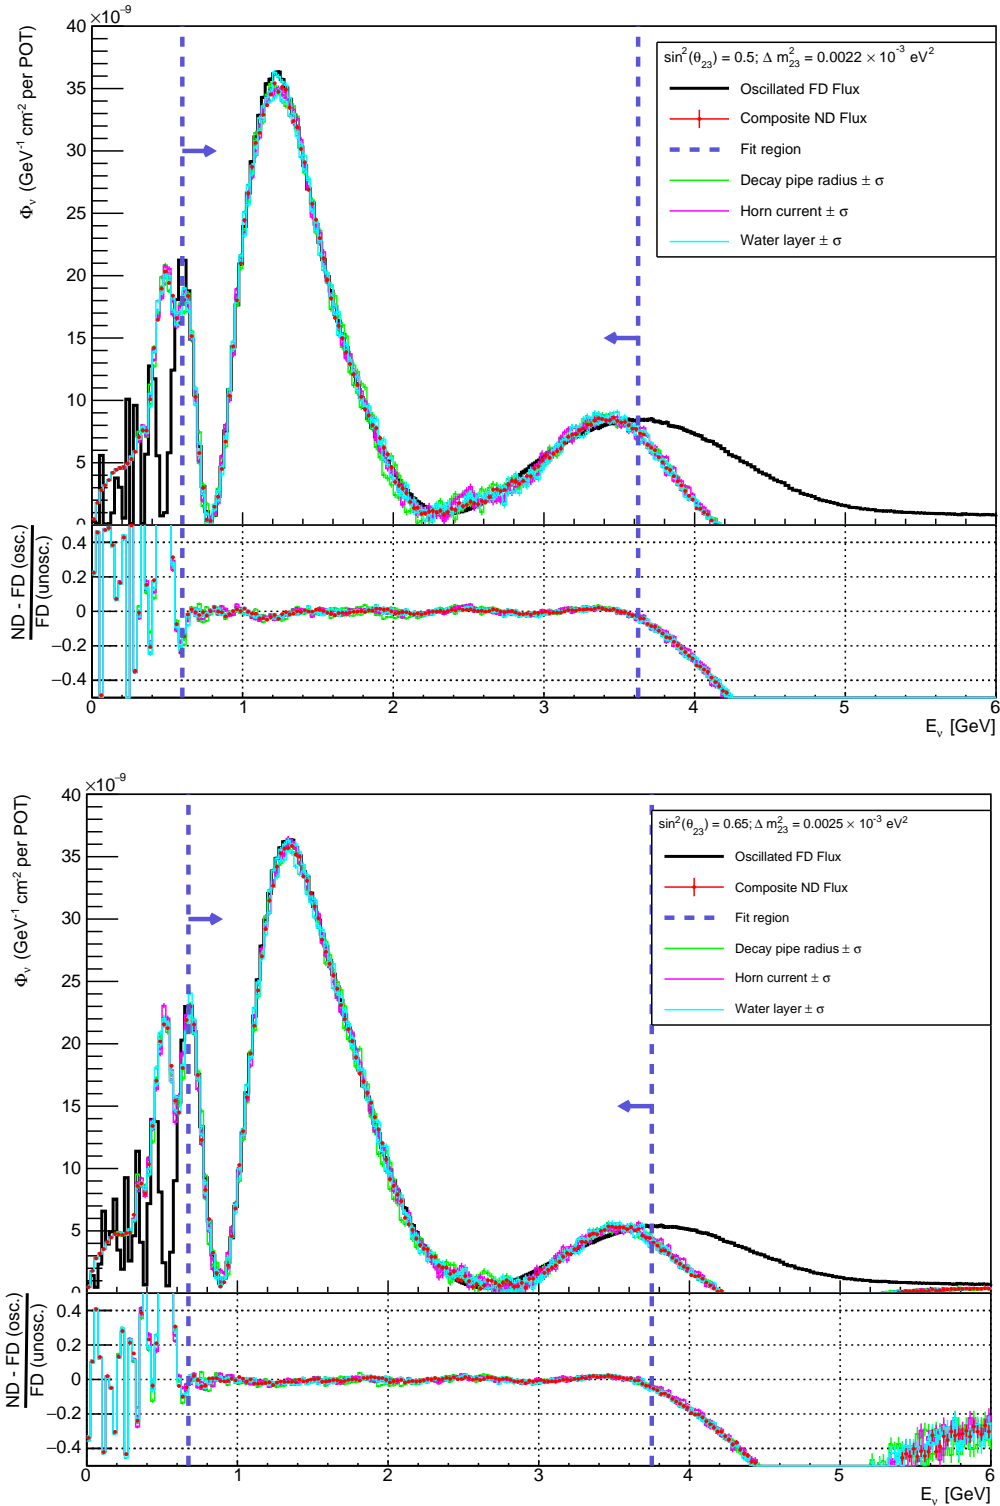 40 ×10⁻⁹
sin²(θ₂₃) = 0.5; Δ m²₂₃ = 0.0022 × 10⁻³ eV²
Oscillated FD Flux
Composite ND Flux
Fit region
Decay pipe radius ± σ
Horn current ± σ
Water layer ± σ
Φᵥ (GeV⁻¹ cm⁻² per POT)
35
30
25
20
15
10
5
0
ND - FD (osc.)
FD (unosc.)
0.4
0.2
0
−0.2
−0.4
0 1 2 3 4 5 6
Eᵥ [GeV]
40 ×10⁻⁹
sin²(θ₂₃) = 0.65; Δ m²₂₃ = 0.0025 × 10⁻³ eV²
Oscillated FD Flux
Composite ND Flux
Fit region
Decay pipe radius ± σ
Horn current ± σ
Water layer ± σ
Φᵥ (GeV⁻¹ cm⁻² per POT)
35
30
25
20
15
10
5
0
ND - FD (osc.)
FD (unosc.)
0.4
0.2
0
−0.2
−0.4
0 1 2 3 4 5 6
Eᵥ [GeV]